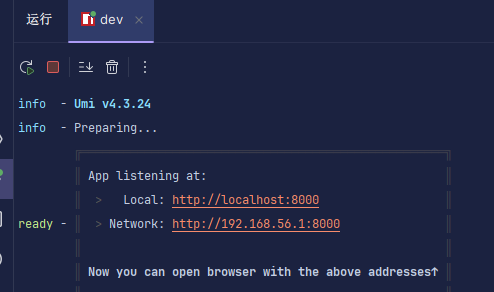 运行
dev
info - Umi v4.3.24
info - Preparing...
App listening at:
> Local: http://localhost:8000
ready - > Network: http://192.168.56.1:8000
Now you can open browser with the above addresses↑